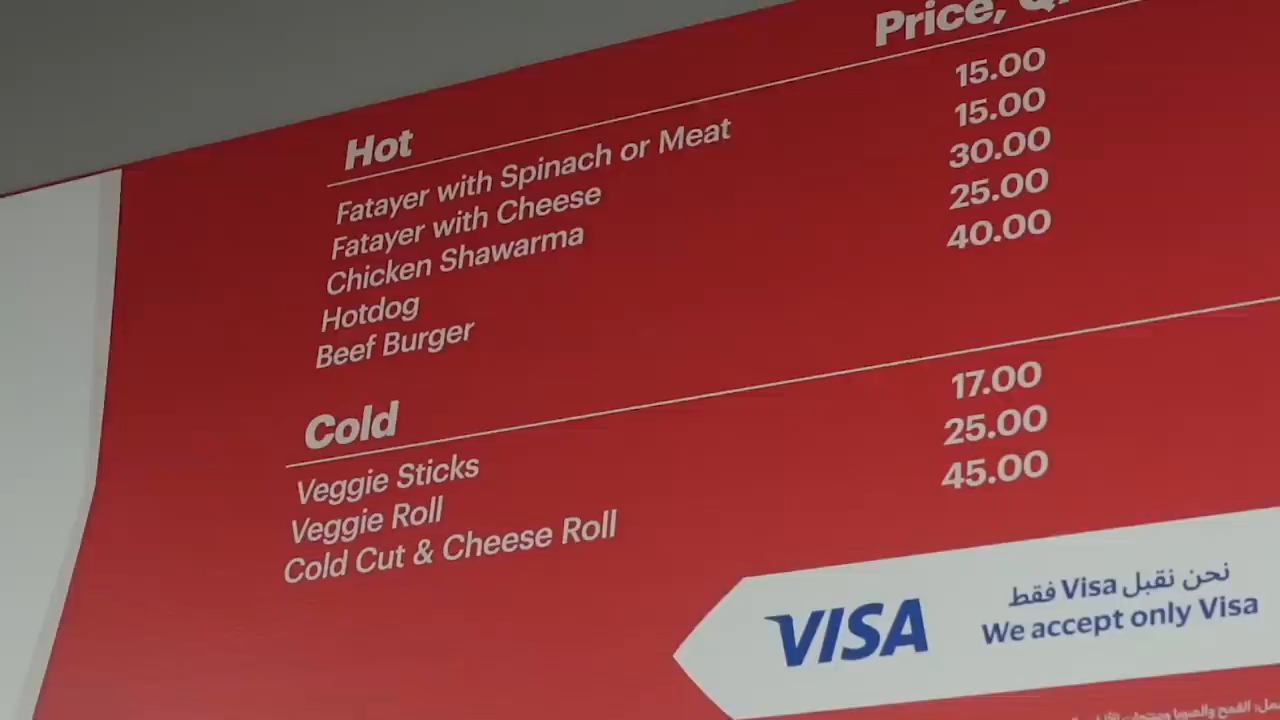 Price,
Hot
Fatayer with Spinach or Meat 15.00
Fatayer with Cheese 15.00
Chicken Shawarma 30.00
Hotdog 25.00
Beef Burger 40.00
Cold
Veggie Sticks 17.00
Veggie Roll 25.00
Cold Cut & Cheese Roll 45.00
VISA
نحن نقبل Visa فقط
We accept only Visa